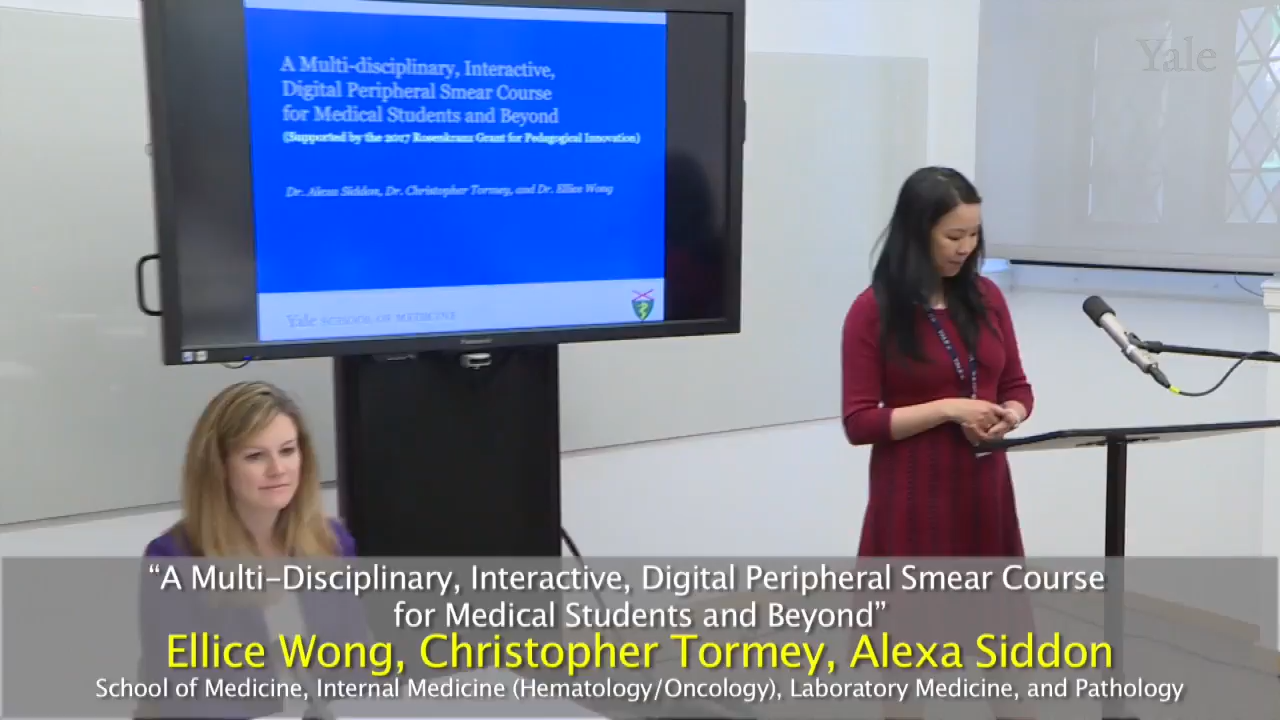 Yale
A Multi-disciplinary, Interactive,
Digital Peripheral Smear Course
for Medical Students and Beyond
(Supported by the 2017 Rosenkranz Grant for Pedagogical Innovation)
Dr. Alexa Siddon, Dr. Christopher Tormey, and Dr. Ellice Wong
Yale SCHOOL OF MEDICINE
Panasonic
“A Multi-Disciplinary, Interactive, Digital Peripheral Smear Course
for Medical Students and Beyond”
Ellice Wong, Christopher Tormey, Alexa Siddon
School of Medicine, Internal Medicine (Hematology/Oncology), Laboratory Medicine, and Pathology